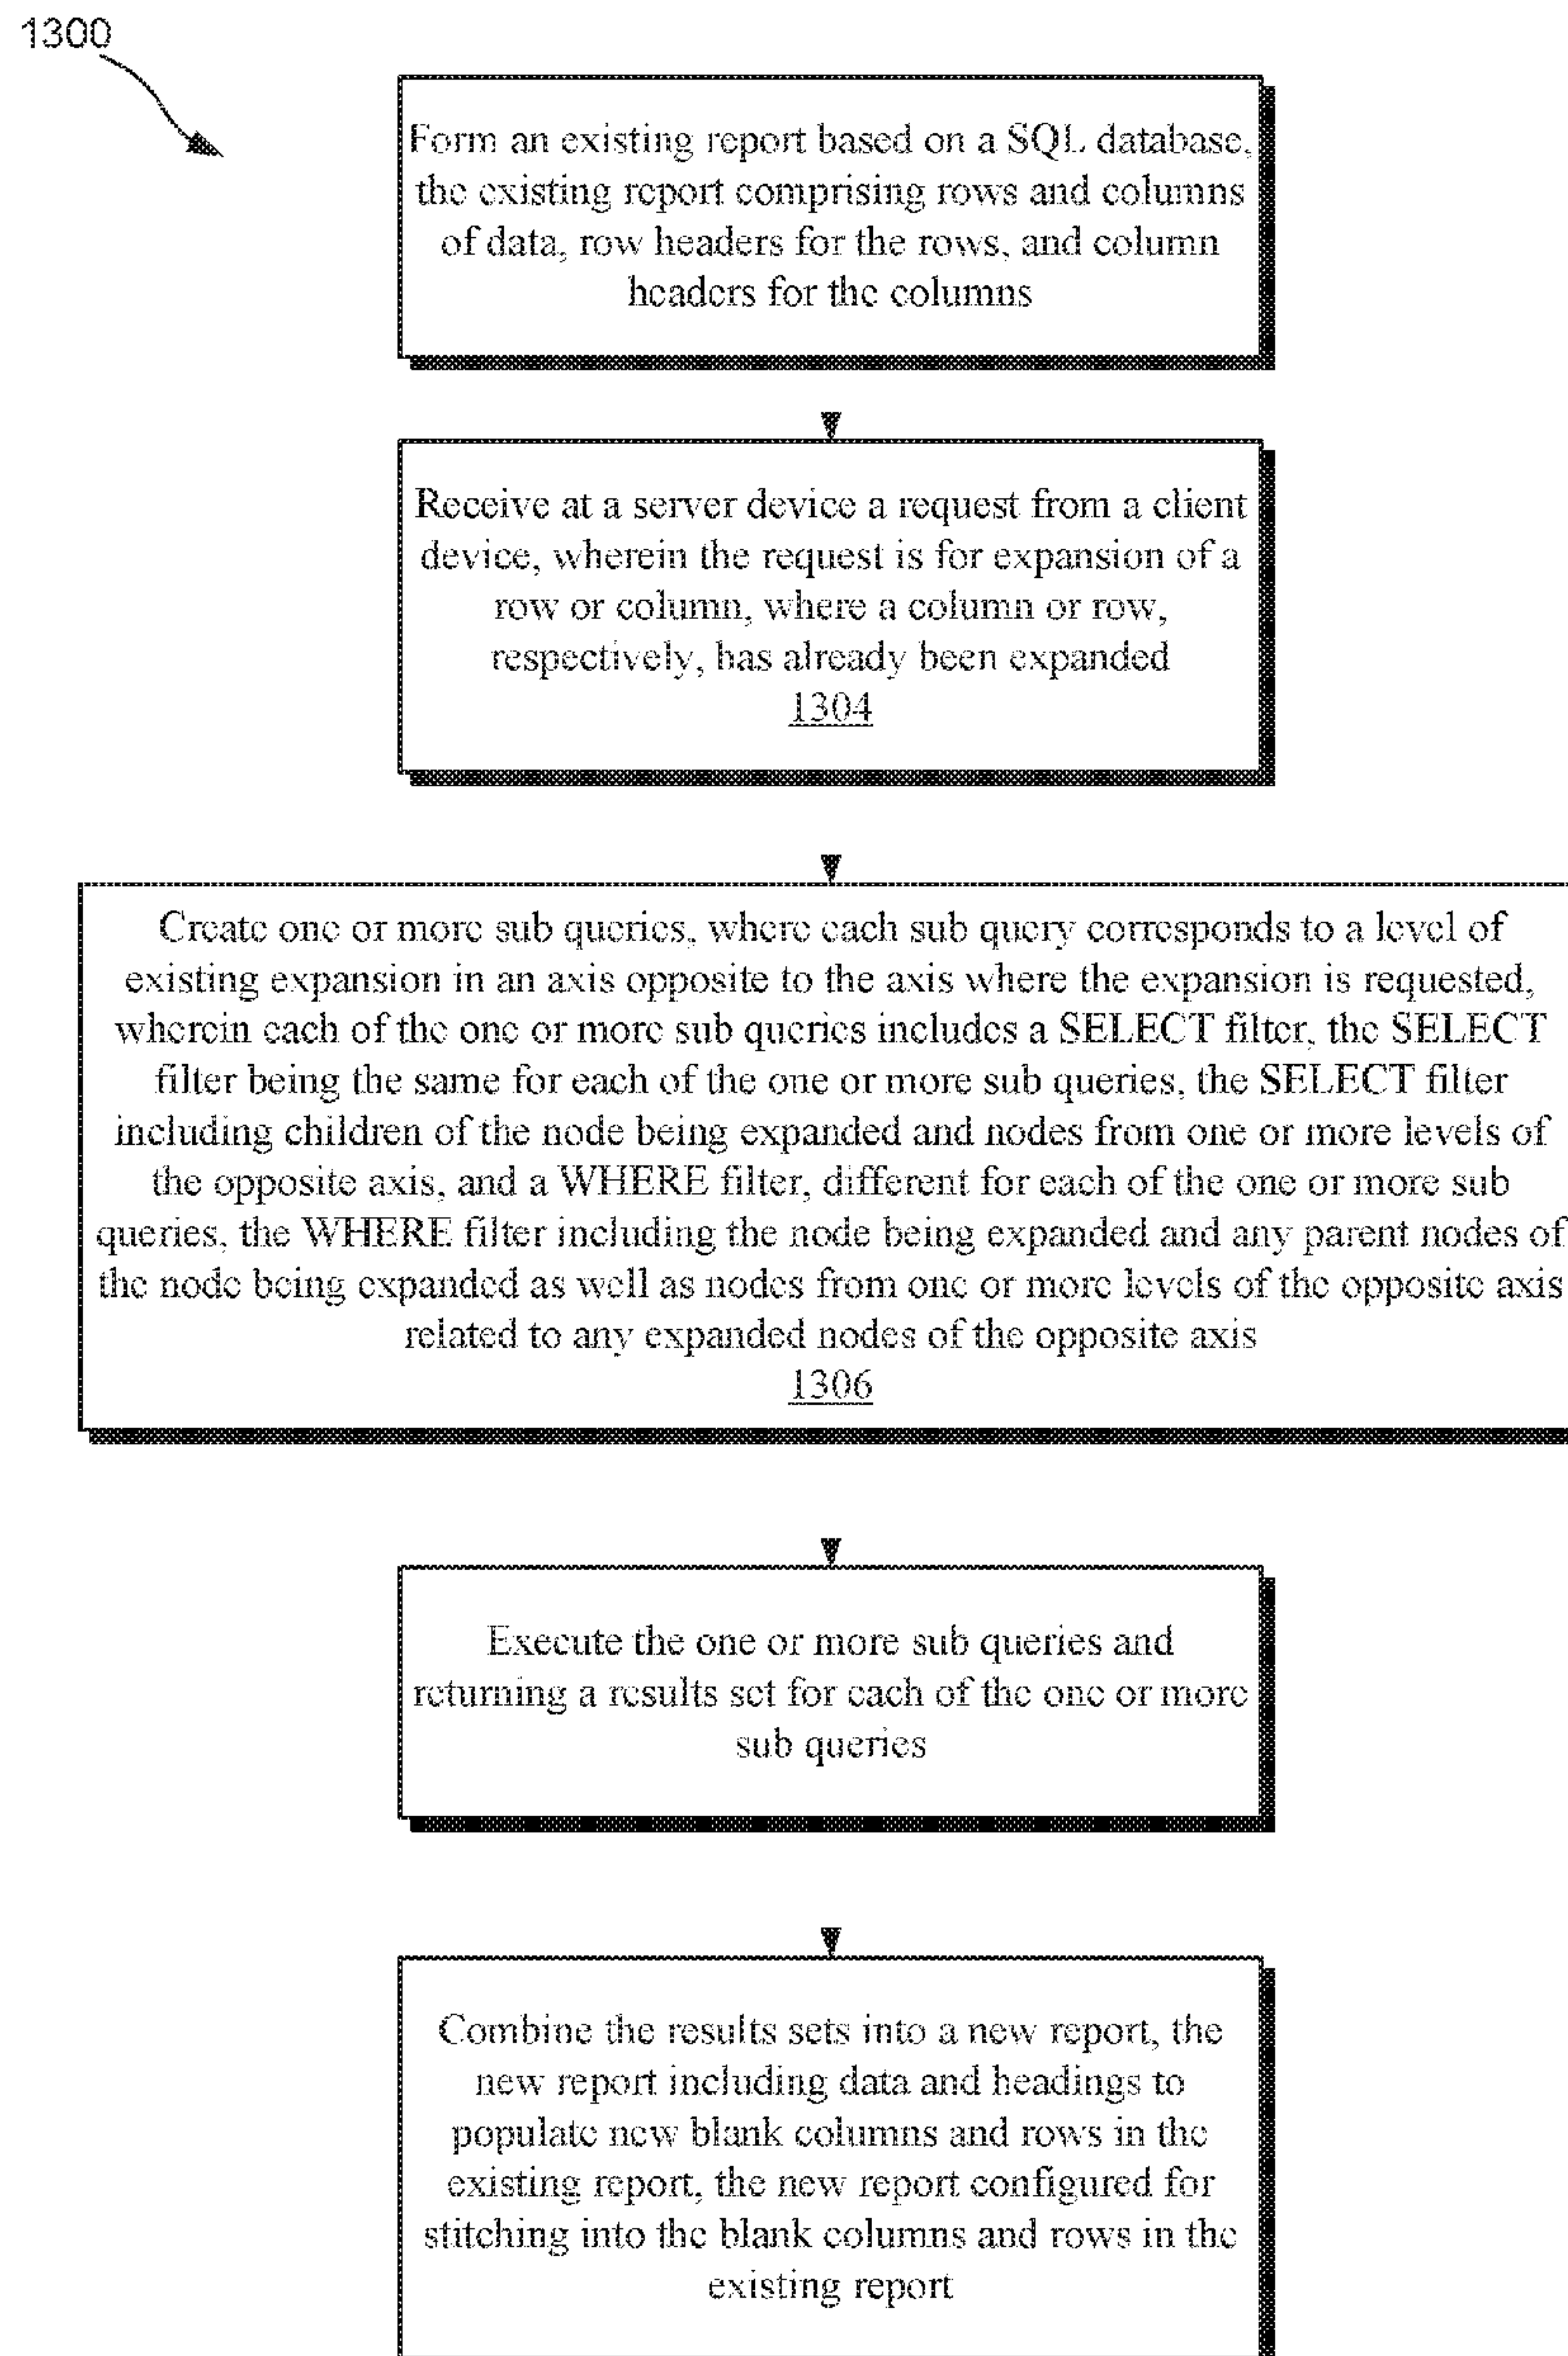 1300
Form an existing report based on a SQL database,
the existing report comprising rows and columns
of data, row headers for the rows, and column
headers for the columns
Receive at a server device a request from a client
device, wherein the request is for expansion of a
row or column, where a column or row,
respectively, has already been expanded
1304
Create one or more sub queries, where each sub query corresponds to a level of
existing expansion in an axis opposite to the axis where the expansion is requested,
wherein each of the one or more sub queries includes a SELECT filter, the SELECT
filter being the same for each of the one or more sub queries, the SELECT filter
including children of the node being expanded and nodes from one or more levels of
the opposite axis, and a WHERE filter, different for each of the one or more sub
queries, the WHERE filter including the node being expanded and any parent nodes of
the node being expanded as well as nodes from one or more levels of the opposite axis
related to any expanded nodes of the opposite axis
1306
Execute the one or more sub queries and
returning a results set for each of the one or more
sub queries
Combine the results sets into a new report, the
new report including data and headings to
populate new blank columns and rows in the
existing report, the new report configured for
stitching into the blank columns and rows in the
existing report